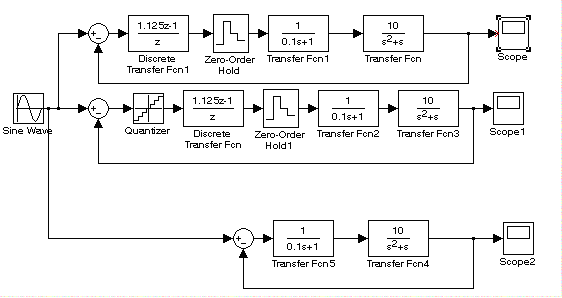 +
-
1.125z-1
z
1
0.1s+1
10
s²+s
Discrete
Transfer Fcn1
Zero-Order
Hold
Transfer Fcn1
Transfer Fcn
Scope
Sine Wave
+
-
Quantizer
1.125z-1
z
Discrete
Transfer Fcn
Zero-Order
Hold1
1
0.1s+1
Transfer Fcn2
10
s²+s
Transfer Fcn3
Scope1
+
-
1
0.1s+1
Transfer Fcn5
10
s²+s
Transfer Fcn4
Scope2